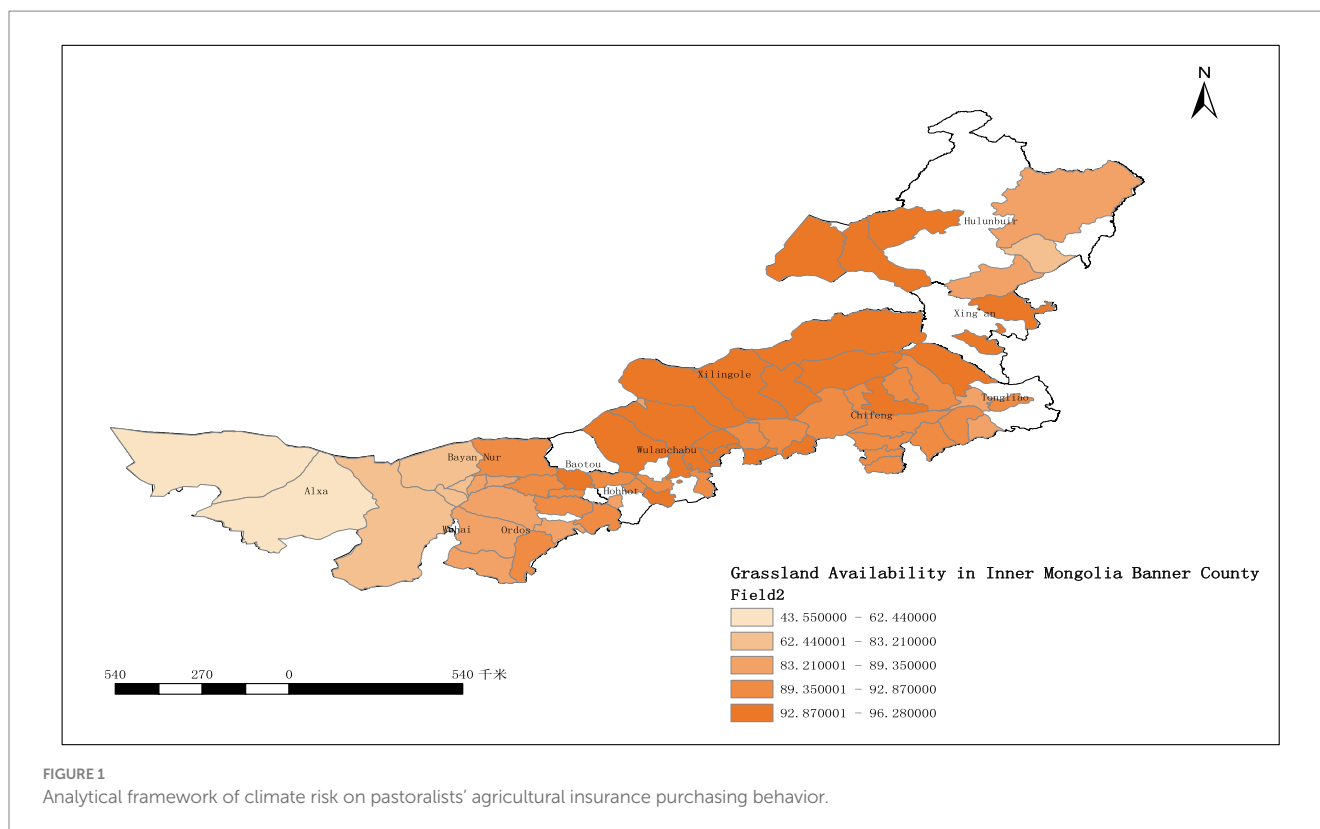 N
Hulunbuir
Xing an
Xilingole
Tongliao
Chifeng
Wulanchabu
Bayan Nur
Baotou
Alxa
Hohhot
Wuhai
Ordos
Grassland Availability in Inner Mongolia Banner County
Field2
43.550000 - 62.440000
62.440001 - 83.210000
83.210001 - 89.350000
89.350001 - 92.870000
92.870001 - 96.280000
540 270 0 540 千米
FIGURE 1
Analytical framework of climate risk on pastoralists’ agricultural insurance purchasing behavior.